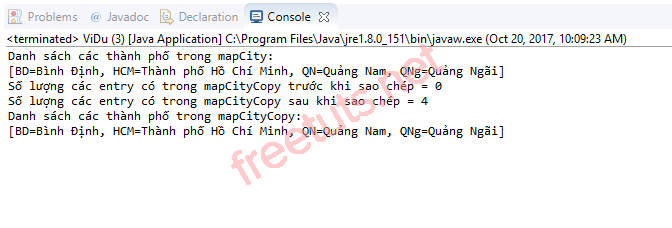 Problems @ Javadoc Declaration Console
<terminated> ViDu (3) [Java Application] C:\Program Files\Java\jre1.8.0_151\bin\javaw.exe (Oct 20, 2017, 10:09:23 AM)
Danh sách các thành phố trong mapCity:
[BD=Bình Định, HCM=Thành phố Hồ Chí Minh, QN=Quảng Nam, QNg=Quảng Ngãi]
Số lượng các entry có trong mapCityCopy trước khi sao chép = 0
Số lượng các entry có trong mapCityCopy sau khi sao chép = 4
Danh sách các thành phố trong mapCityCopy:
[BD=Bình Định, HCM=Thành phố Hồ Chí Minh, QN=Quảng Nam, QNg=Quảng Ngãi]
freetuts.net